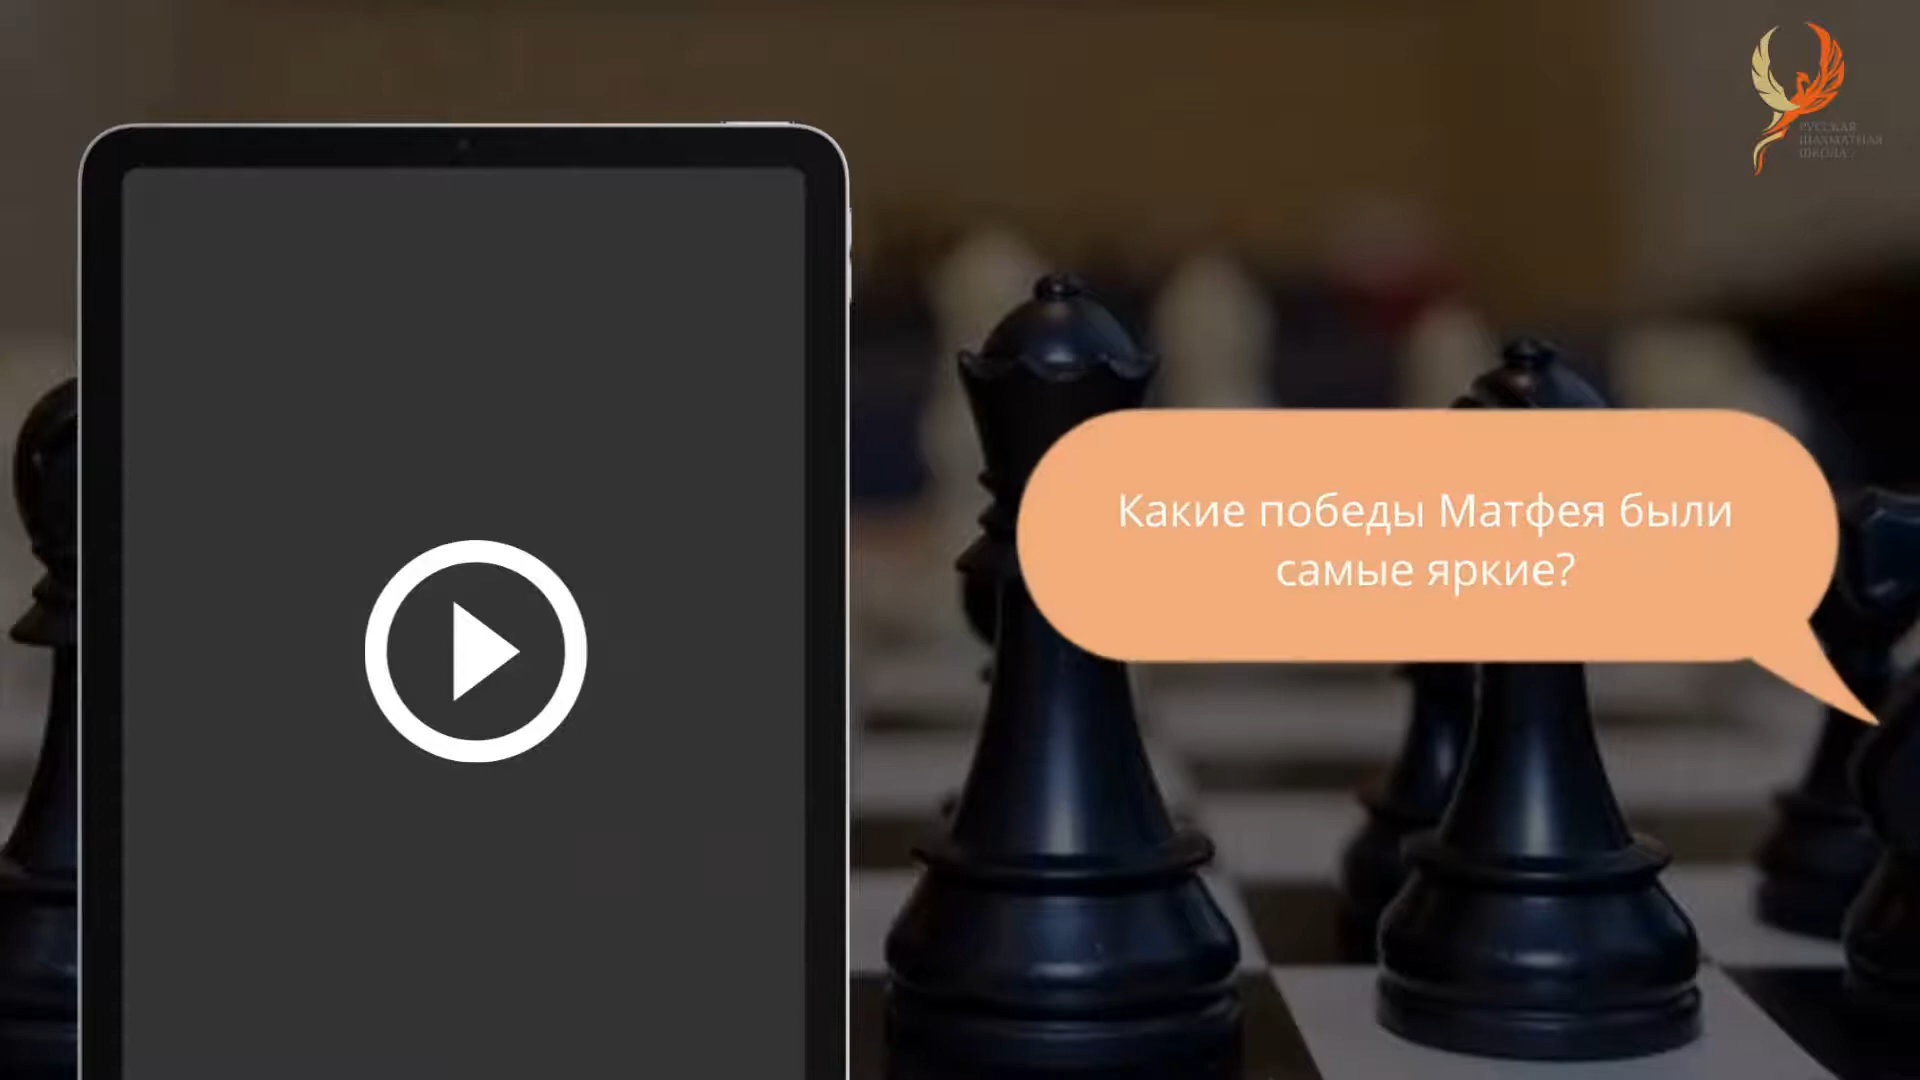 РУССКАЯ
ШАХМАТНАЯ
ШКОЛА
Какие победы Матфея были
самые яркие?